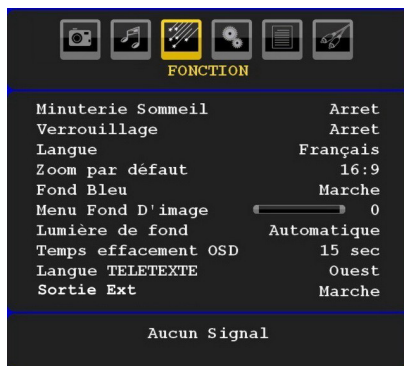 FONCTION
Minuterie Sommeil Arret
Verrouillage Arret
Langue Français
Zoom par défaut 16:9
Fond Bleu Marche
Menu Fond D'image 0
Lumière de fond Automatique
Temps effacement OSD 15 sec
Langue TELETEXTE Ouest
Sortie Ext Marche
Aucun Signal